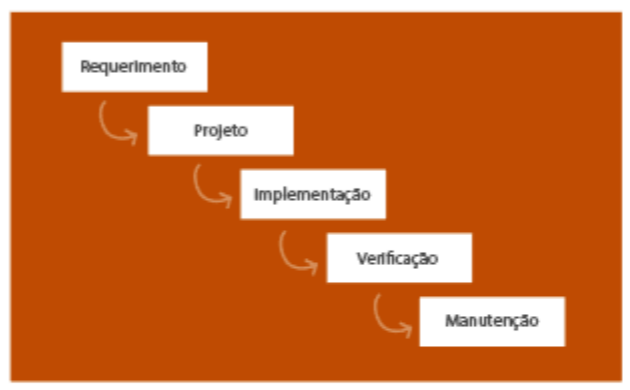 Requerimento
Projeto
Implementação
Verificação
Manutenção